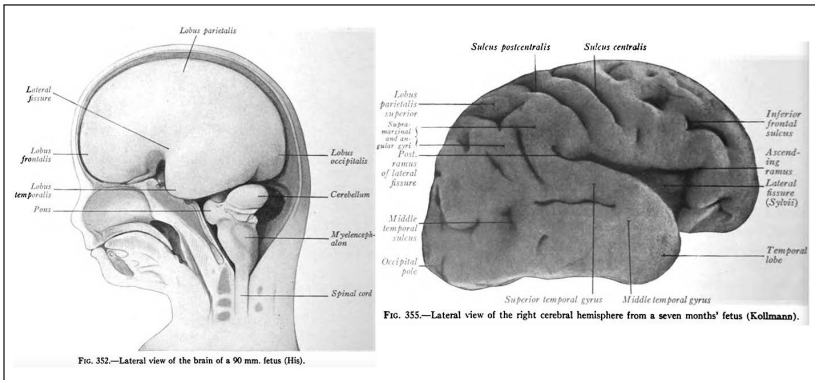 Lobus parietalis
Lateral
fissure
Lobus
frontalis
Lobus
temporalis
Pons
Lobus
occipitalis
Cerebellum
Myelenceph-
alon
Spinal cord
FIG. 352.—Lateral view of the brain of a 90 mm. fetus (His).
Sulcus postcentralis
Sulcus centralis
Lobus
parietalis
superior
Supra-
marginal
and an-
gular gyri
Post.
ramus
of lateral
fissure
Middle
temporal
sulcus
Occipital
pole
Inferior
frontal
sulcus
Ascend-
ing
ramus
Lateral
fissure
(Sylvii)
Temporal
lobe
Superior temporal gyrus
Middle temporal gyrus
FIG. 355.—Lateral view of the right cerebral hemisphere from a seven months' fetus (Kollmann).